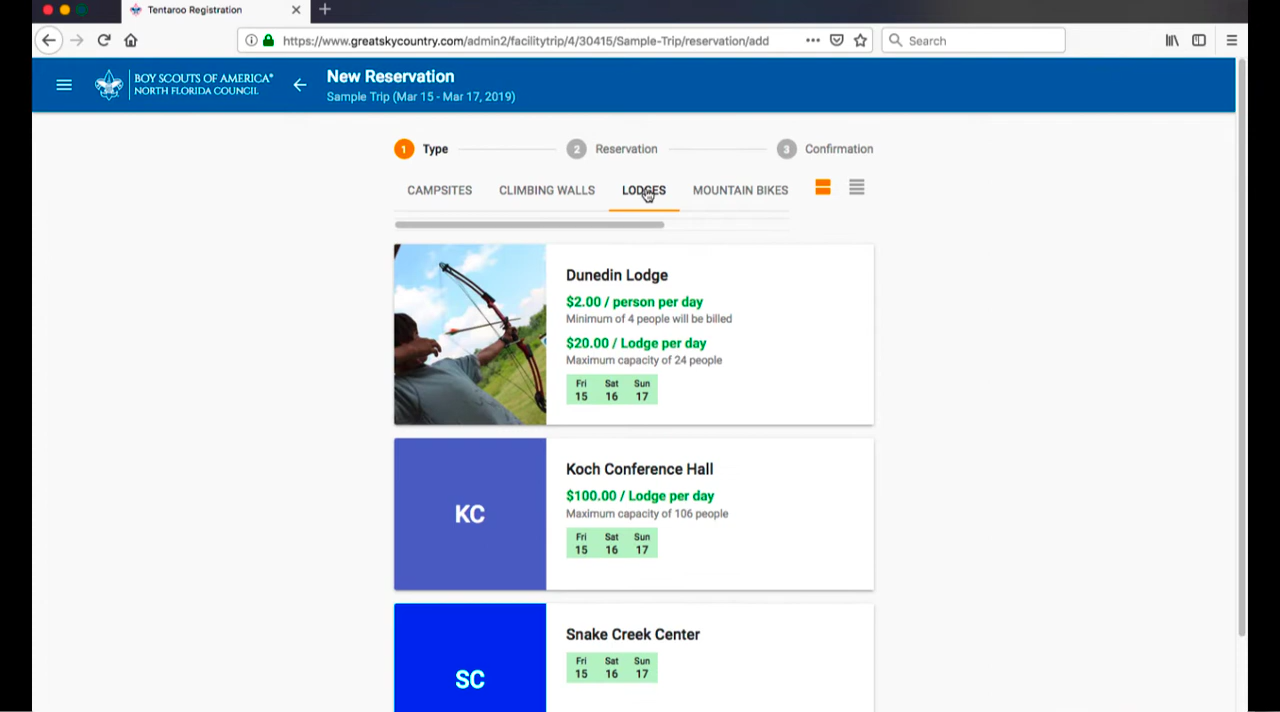 Tentaroo Registration
https://www.greatskycountry.com/admin2/facilitytrip/4/30415/Sample-Trip/reservation/add
Search
BOY SCOUTS OF AMERICA®
NORTH FLORIDA COUNCIL
New Reservation
Sample Trip (Mar 15 - Mar 17, 2019)
1 Type
2 Reservation
3 Confirmation
CAMPSITES
CLIMBING WALLS
LODGES
MOUNTAIN BIKES
Dunedin Lodge
$2.00 / person per day
Minimum of 4 people will be billed
$20.00 / Lodge per day
Maximum capacity of 24 people
Fri Sat Sun
15 16 17
KC
Koch Conference Hall
$100.00 / Lodge per day
Maximum capacity of 106 people
Fri Sat Sun
15 16 17
SC
Snake Creek Center
Fri Sat Sun
15 16 17